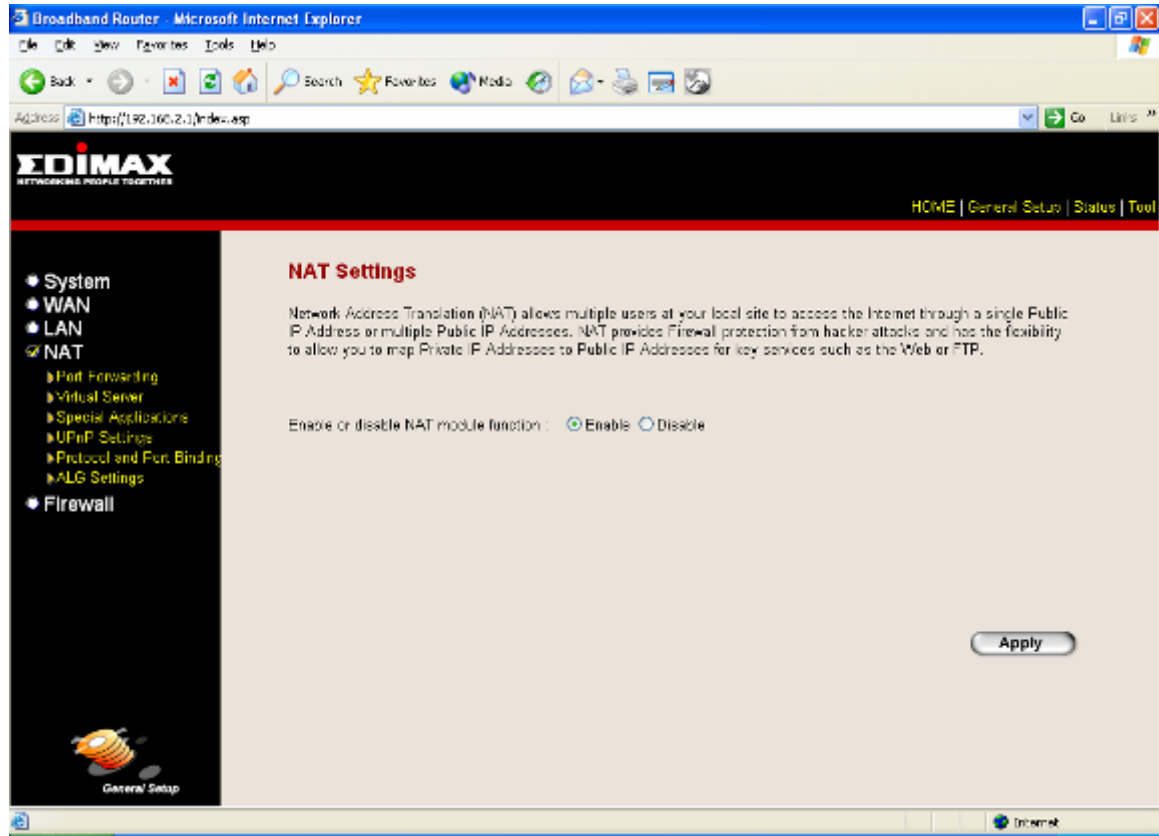 Broadband Router - Microsoft Internet Explorer
File Edit View Favorites Tools Help
Back Search Favorites Media
Address http://192.168.2.1/index.asp Go Links »
EDIMAX
NETWORKING PEOPLE TOGETHER
HOME | General Setup | Status | Tool
System
WAN
LAN
NAT
Port Forwarding
Virtual Server
Special Applications
UPnP Settings
Protocol and Port Binding
ALG Settings
Firewall
General Setup
NAT Settings
Network Address Translation (NAT) allows multiple users at your local site to access the Internet through a single Public
IP Address or multiple Public IP Addresses. NAT provides Firewall protection from hacker attacks and has the flexibility
to allow you to map Private IP Addresses to Public IP Addresses for key services such as the Web or FTP.
Enable or disable NAT module function : Enable Disable
Apply
Internet